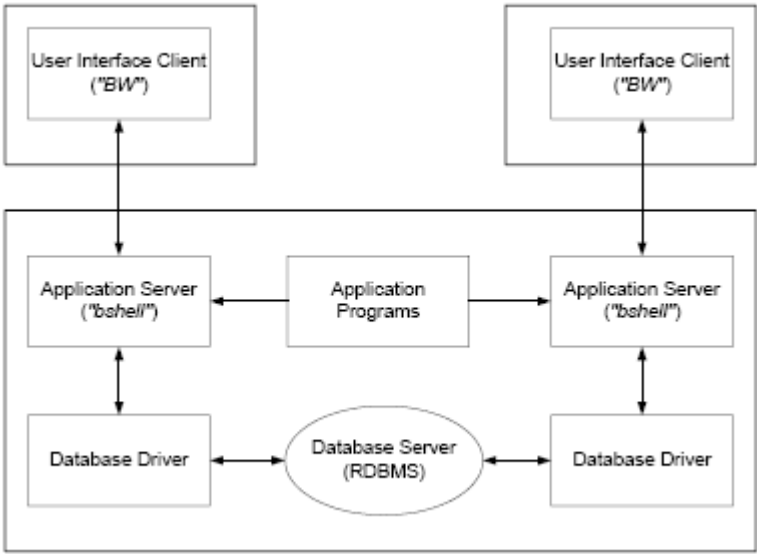 User Interface Client
("BW")
User Interface Client
("BW")
Application Server
("bshell")
Application
Programs
Application Server
("bshell")
Database Driver
Database Server
(RDBMS)
Database Driver